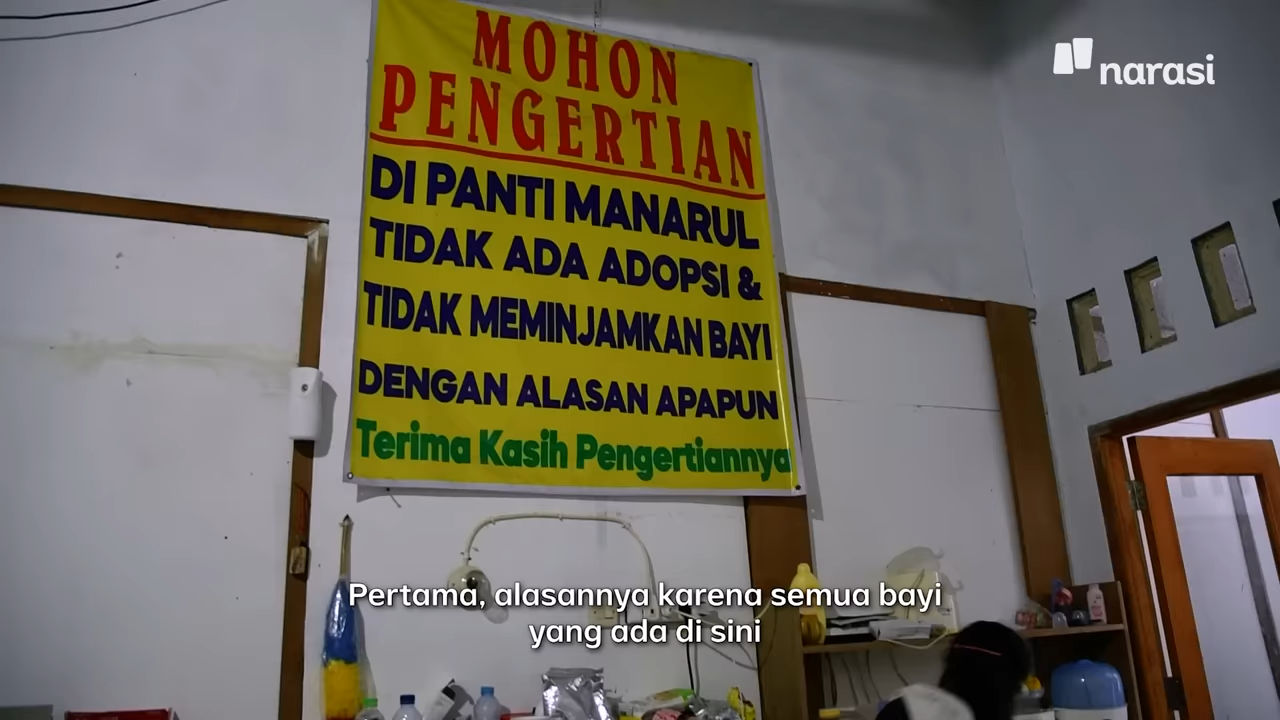 narasi
MOHON
PENGERTIAN
DI PANTI MANARUL
TIDAK ADA ADOPSI &
TIDAK MEMINJAMKAN BAYI
DENGAN ALASAN APAPUN
Terima Kasih Pengertiannya
Pertama, alasannya karena semua bayi
yang ada di sini